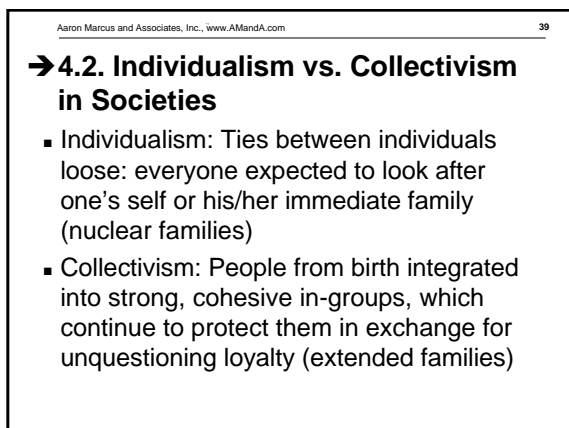 Aaron Marcus and Associates, Inc., www.AMandA.com 39
➔4.2. Individualism vs. Collectivism
in Societies
▪ Individualism: Ties between individuals
loose: everyone expected to look after
one’s self or his/her immediate family
(nuclear families)
▪ Collectivism: People from birth integrated
into strong, cohesive in-groups, which
continue to protect them in exchange for
unquestioning loyalty (extended families)